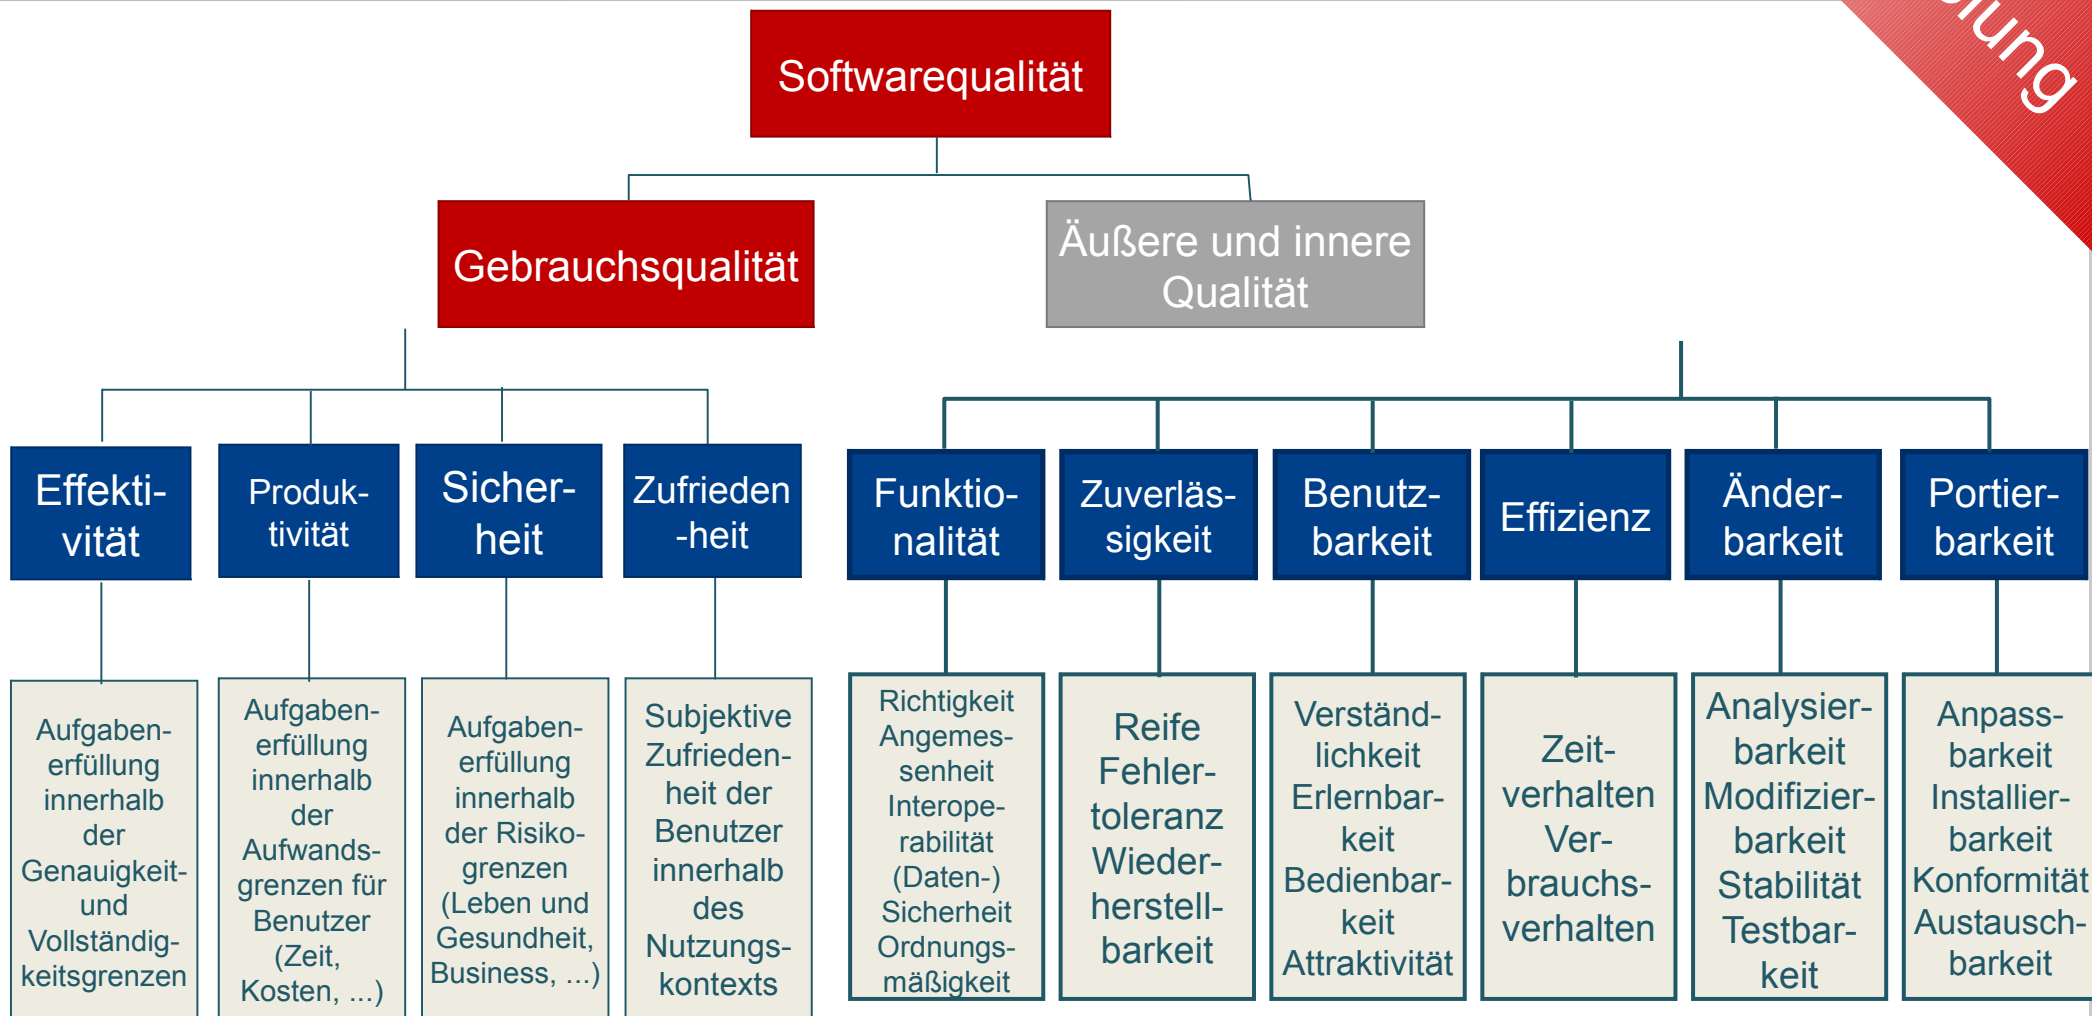 Softwarequalität
Gebrauchsqualität
Äußere und innere
Qualität
Effekti-
vität
Produk-
tivität
Sicher-
heit
Zufrieden
-heit
Funktio-
nalität
Zuverläs-
sigkeit
Benutz-
barkeit
Effizienz
Änder-
barkeit
Portier-
barkeit
Aufgaben-
erfüllung
innerhalb
der
Genauigkeit-
und
Vollständig-
keitsgrenzen
Aufgaben-
erfüllung
innerhalb
der
Aufwands-
grenzen für
Benutzer
(Zeit,
Kosten, ...)
Aufgaben-
erfüllung
innerhalb
der Risiko-
grenzen
(Leben und
Gesundheit,
Business, ...)
Subjektive
Zufrieden-
heit der
Benutzer
innerhalb
des
Nutzungs-
kontexts
Richtigkeit
Angemes-
senheit
Interope-
rabilität
(Daten-)
Sicherheit
Ordnungs-
mäßigkeit
Reife
Fehler-
toleranz
Wieder-
herstell-
barkeit
Verständ-
lichkeit
Erlernbar-
keit
Bedienbar-
keit
Attraktivität
Zeit-
verhalten
Ver-
brauchs-
verhalten
Analysier-
barkeit
Modifizier-
barkeit
Stabilität
Testbar-
keit
Anpass-
barkeit
Installier-
barkeit
Konformität
Austausch-
barkeit